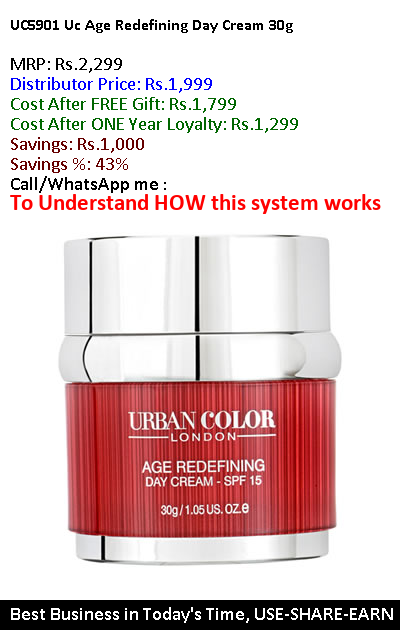 UC5901 Uc Age Redefining Day Cream 30g
MRP: Rs.2,299
Distributor Price: Rs.1,999
Cost After FREE Gift: Rs.1,799
Cost After ONE Year Loyalty: Rs.1,299
Savings: Rs.1,000
Savings %: 43%
Call/WhatsApp me :
To Understand HOW this system works
URBAN COLOR
LONDON
AGE REDEFINING
DAY CREAM - SPF 15
30g / 1.05 US. OZ.e
Best Business in Today's Time, USE-SHARE-EARN